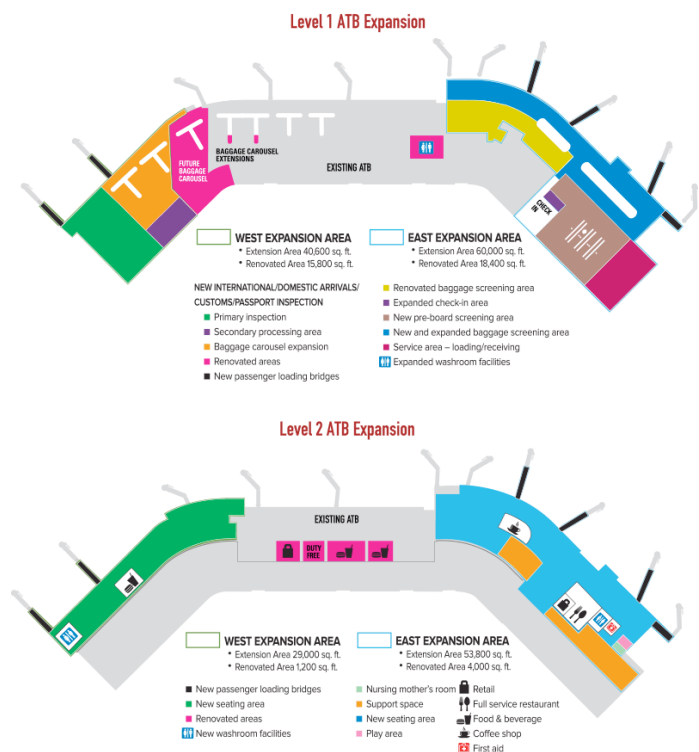 Level 1 ATB Expansion
FUTURE
BAGGAGE
CAROUSEL
BAGGAGE CAROUSEL
EXTENSIONS
EXISTING ATB
CHECK
IN
WEST EXPANSION AREA
• Extension Area 40,600 sq. ft.
• Renovated Area 15,800 sq. ft.
EAST EXPANSION AREA
• Extension Area 60,000 sq. ft.
• Renovated Area 18,400 sq. ft.
NEW INTERNATIONAL/DOMESTIC ARRIVALS/
CUSTOMS/PASSPORT INSPECTION
Primary inspection
Secondary processing area
Baggage carousel expansion
Renovated areas
New passenger loading bridges
Renovated baggage screening area
Expanded check-in area
New pre-board screening area
New and expanded baggage screening area
Service area – loading/receiving
Expanded washroom facilities
Level 2 ATB Expansion
EXISTING ATB
DUTY
FREE
WEST EXPANSION AREA
• Extension Area 29,000 sq. ft.
• Renovated Area 1,200 sq. ft.
EAST EXPANSION AREA
• Extension Area 53,800 sq. ft.
• Renovated Area 4,000 sq. ft.
New passenger loading bridges
New seating area
Renovated areas
New washroom facilities
Nursing mother's room
Support space
New seating area
Play area
Retail
Full service restaurant
Food & beverage
Coffee shop
First aid